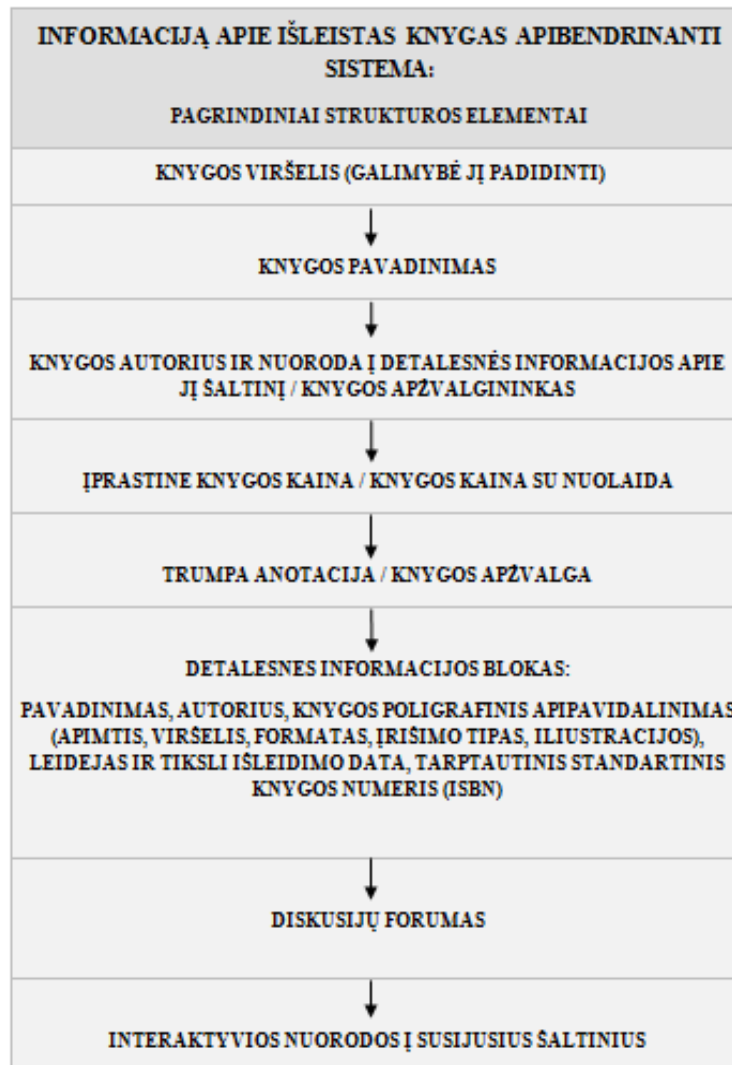 INFORMACIJĄ APIE IŠLEISTAS KNYGAS APIBENDRINANTI
SISTEMA:
PAGRINDINIAI STRUKTUROS ELEMENTAI
KNYGOS VIRŠELIS (GALIMYBĖ JĮ PADIDINTI)
KNYGOS PAVADINIMAS
KNYGOS AUTORIUS IR NUORODA Į DETALESNĖS INFORMACIJOS APIE
JĮ ŠALTINĮ / KNYGOS APŽVALGININKAS
ĮPRASTINE KNYGOS KAINA / KNYGOS KAINA SU NUOLAIDA
TRUMPA ANOTACIJA / KNYGOS APŽVALGA
DETALESNES INFORMACIJOS BLOKAS:
PAVADINIMAS, AUTORIUS, KNYGOS POLIGRAFINIS APIPAVIDALINIMAS
(APIMTIS, VIRŠELIS, FORMATAS, ĮRIŠIMO TIPAS, ILIUSTRACIJOS),
LEIDEJAS IR TIKSLI IŠLEIDIMO DATA, TARPTAUTINIS STANDARTINIS
KNYGOS NUMERIS (ISBN)
DISKUSIJŲ FORUMAS
INTERAKTYVIOS NUORODOS Į SUSIJUSIUS ŠALTINIUS